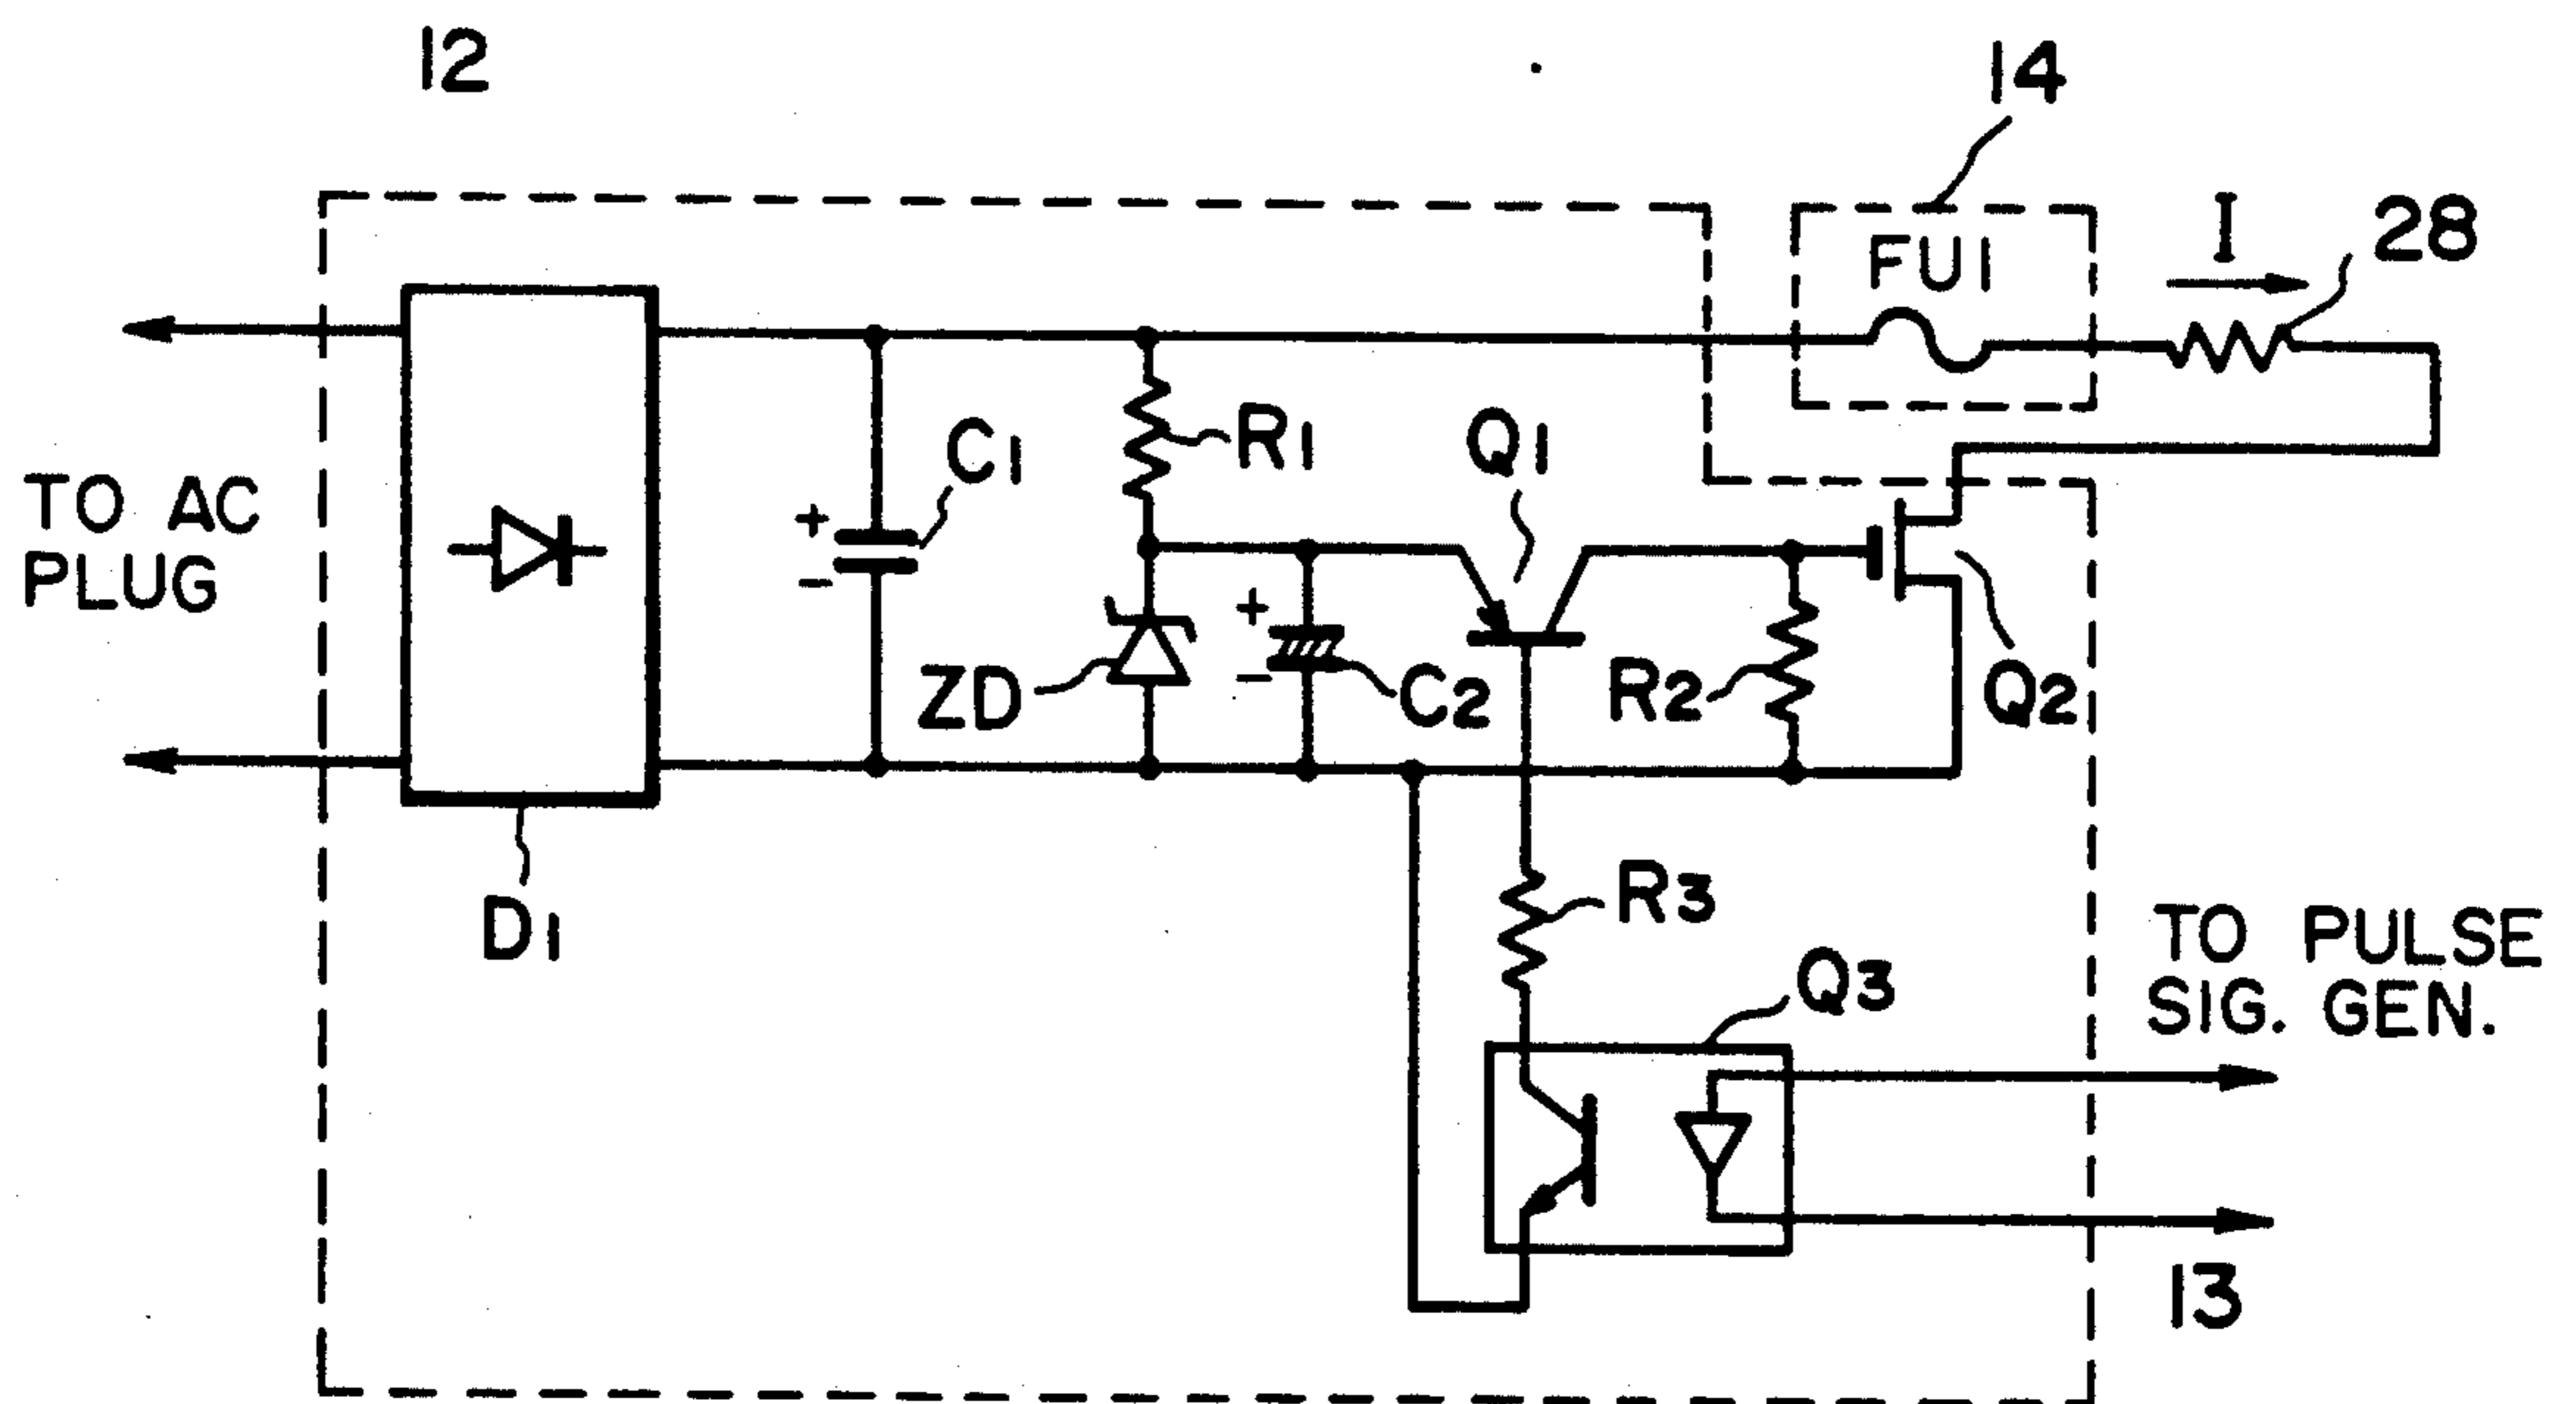 12
14
FU1
I
28
TO AC
PLUG
C1
+
−
R1
Q1
ZD
+
−
C2
R2
Q2
D1
R3
Q3
TO PULSE
SIG. GEN.
13